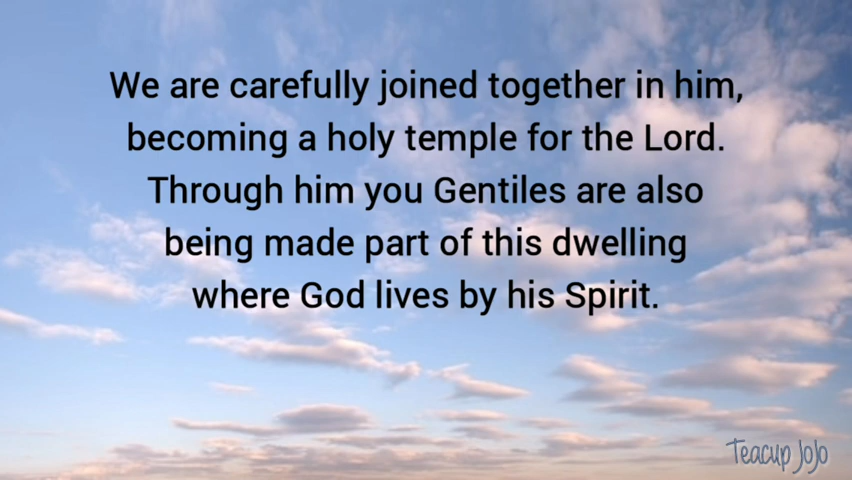 We are carefully joined together in him,
becoming a holy temple for the Lord.
Through him you Gentiles are also
being made part of this dwelling
where God lives by his Spirit.
Teacup JoJo